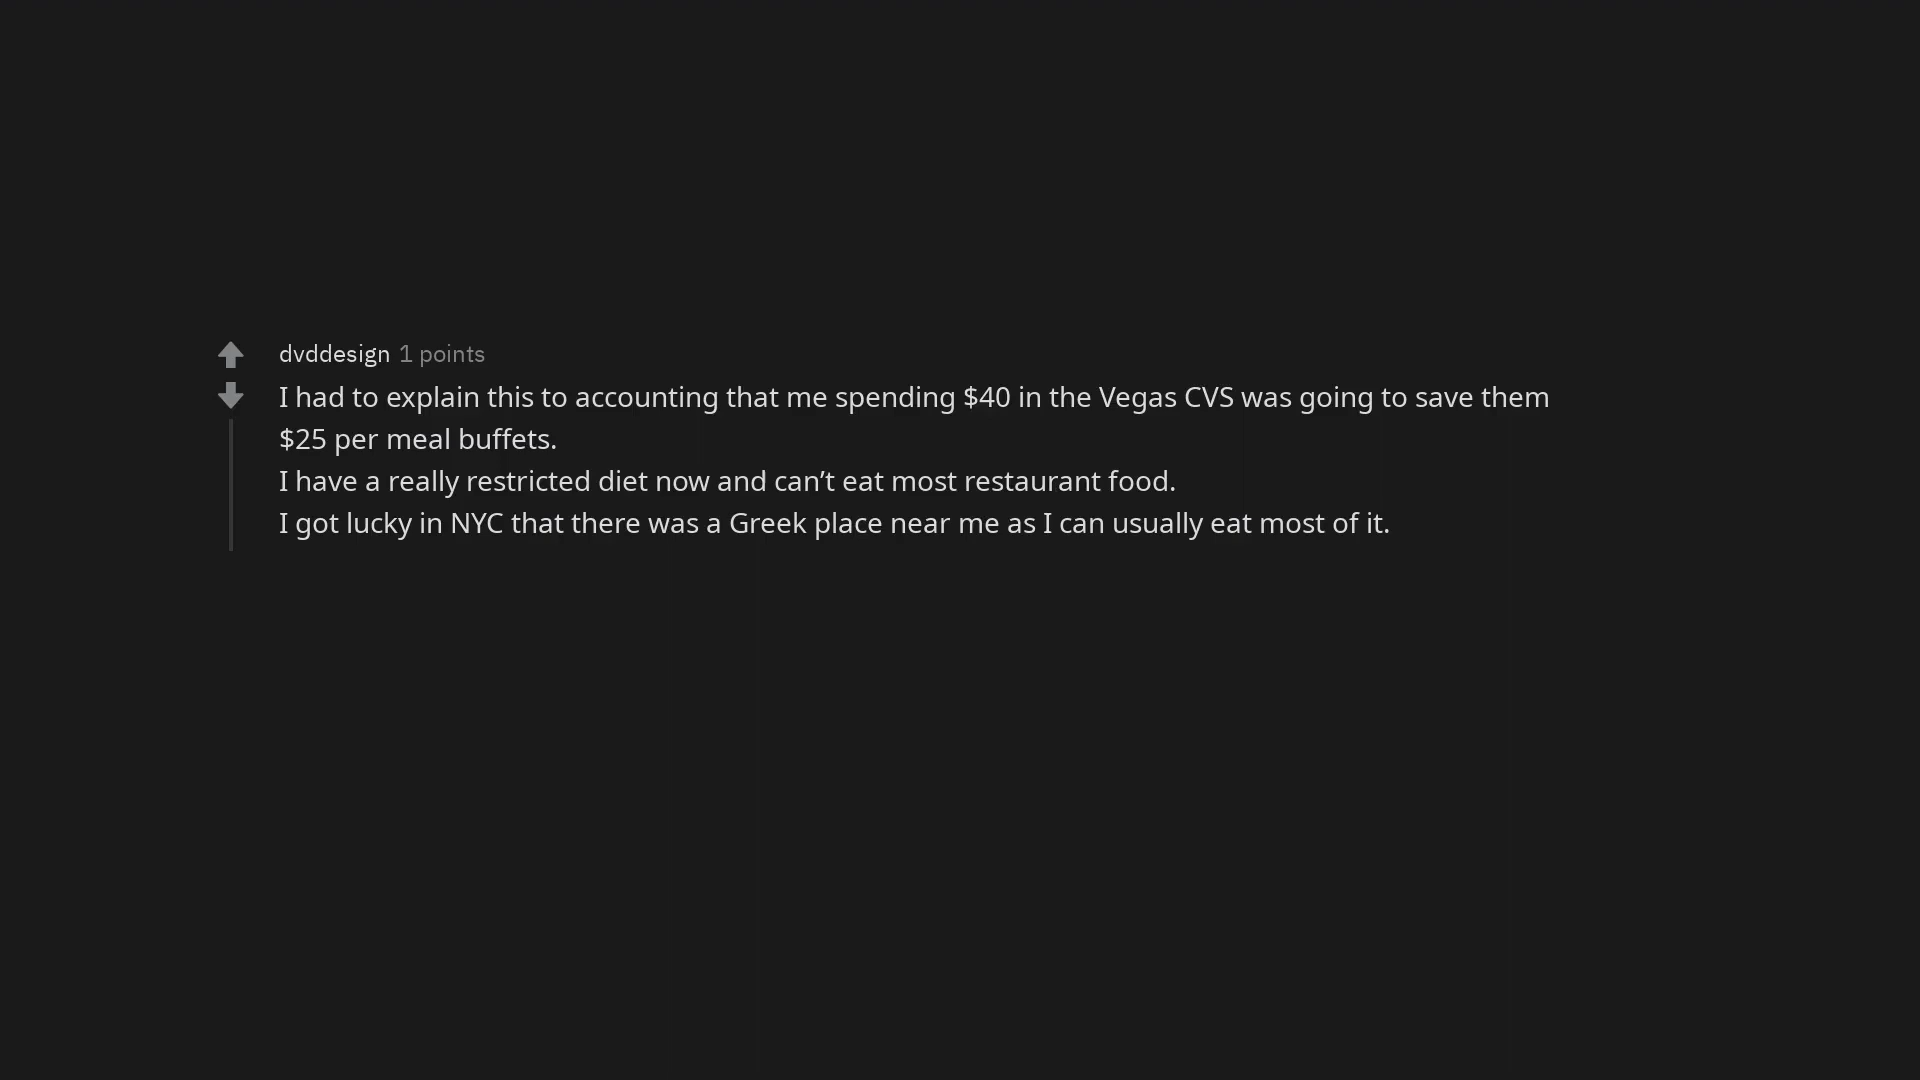 dvddesign 1 points
I had to explain this to accounting that me spending $40 in the Vegas CVS was going to save them
$25 per meal buffets.
I have a really restricted diet now and can’t eat most restaurant food.
I got lucky in NYC that there was a Greek place near me as I can usually eat most of it.